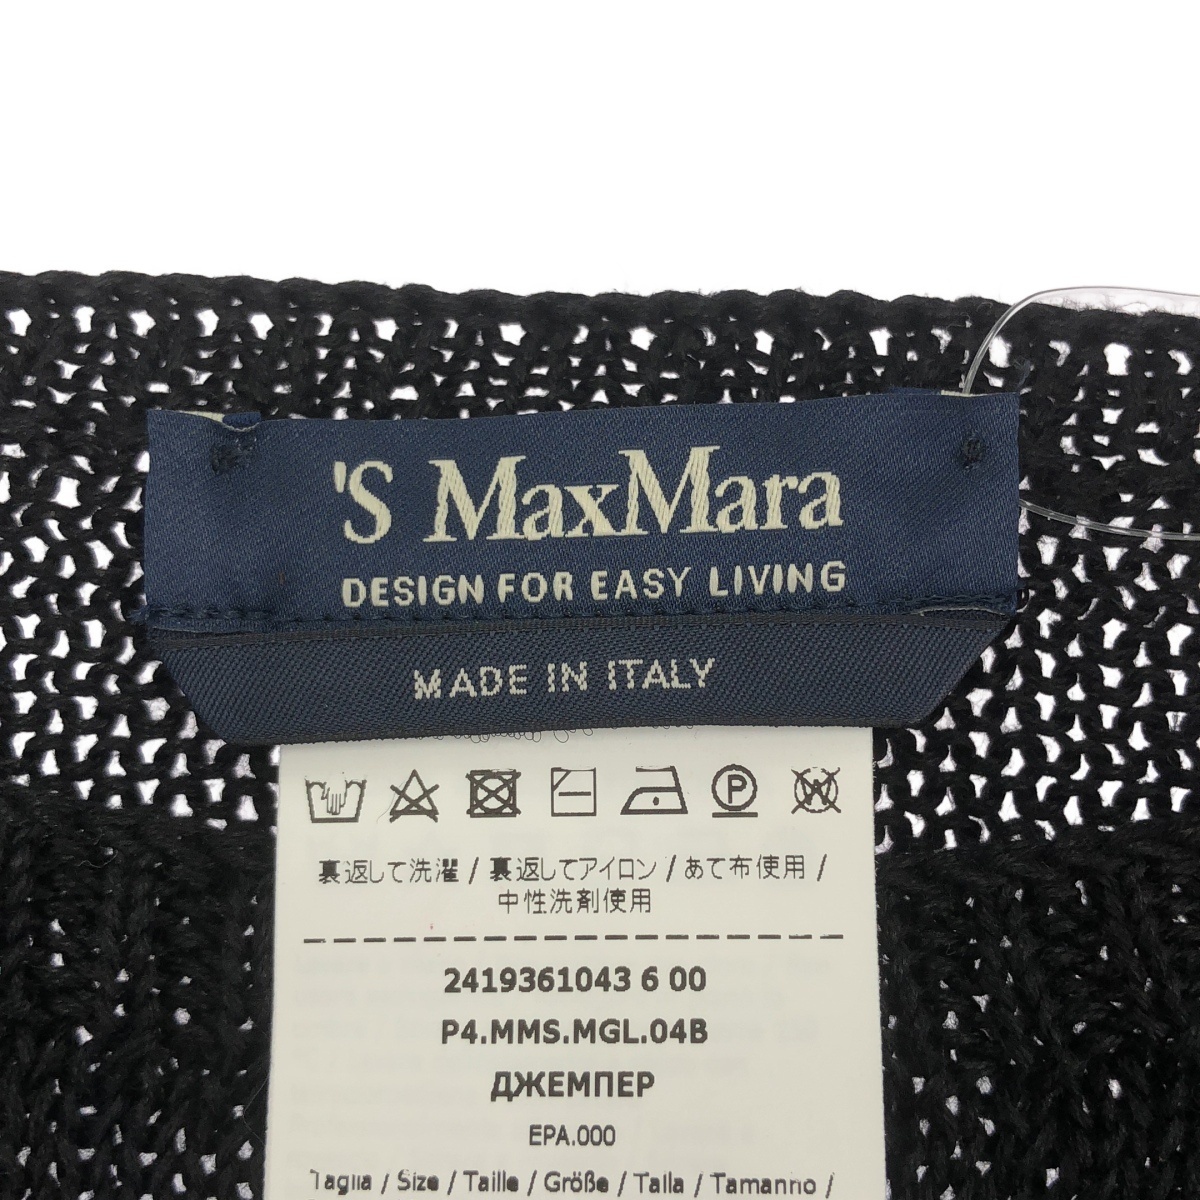 'S MaxMara
DESIGN FOR EASY LIVING
MADE IN ITALY
P
W
裏返して洗濯 / 裏返してアイロン / あて布使用 /
中性洗剤使用
2419361043 6 00
P4.MMS.MGL.04B
ДЖЕМПЕР
EPA.000
Taglia / Size / Taille / Größe / Talla / Tamanho /